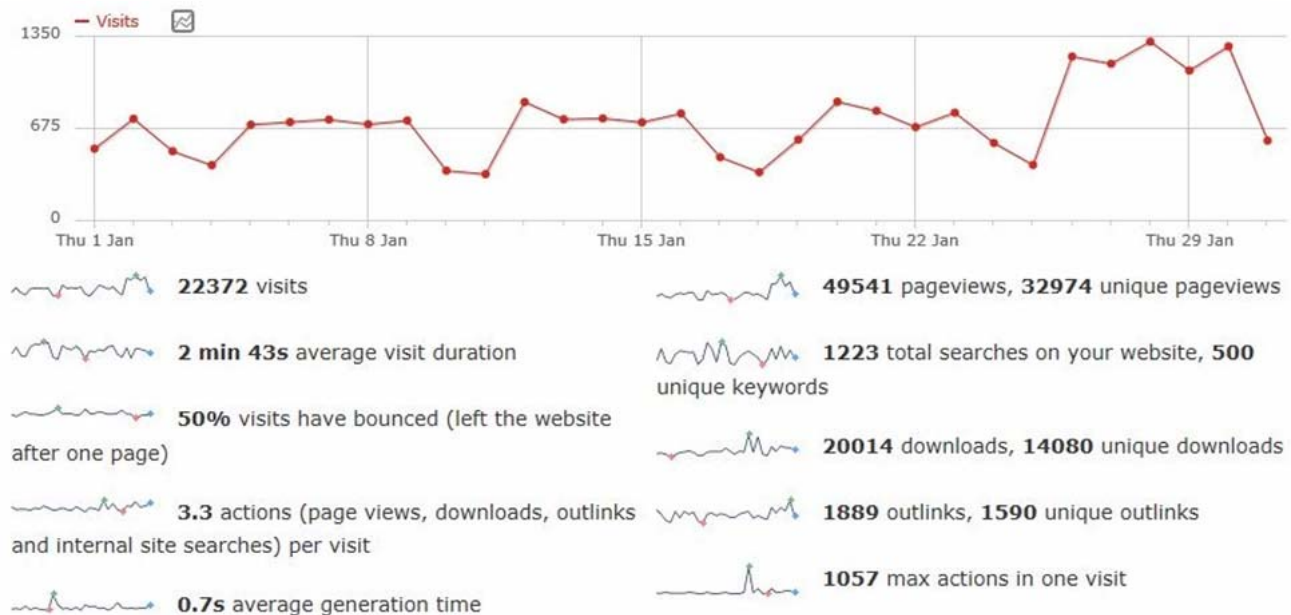 Visits
1350
675
0
Thu 1 Jan
Thu 8 Jan
Thu 15 Jan
Thu 22 Jan
Thu 29 Jan
22372 visits
2 min 43s average visit duration
50% visits have bounced (left the website
after one page)
3.3 actions (page views, downloads, outlinks
and internal site searches) per visit
0.7s average generation time
49541 pageviews, 32974 unique pageviews
1223 total searches on your website, 500
unique keywords
20014 downloads, 14080 unique downloads
1889 outlinks, 1590 unique outlinks
1057 max actions in one visit